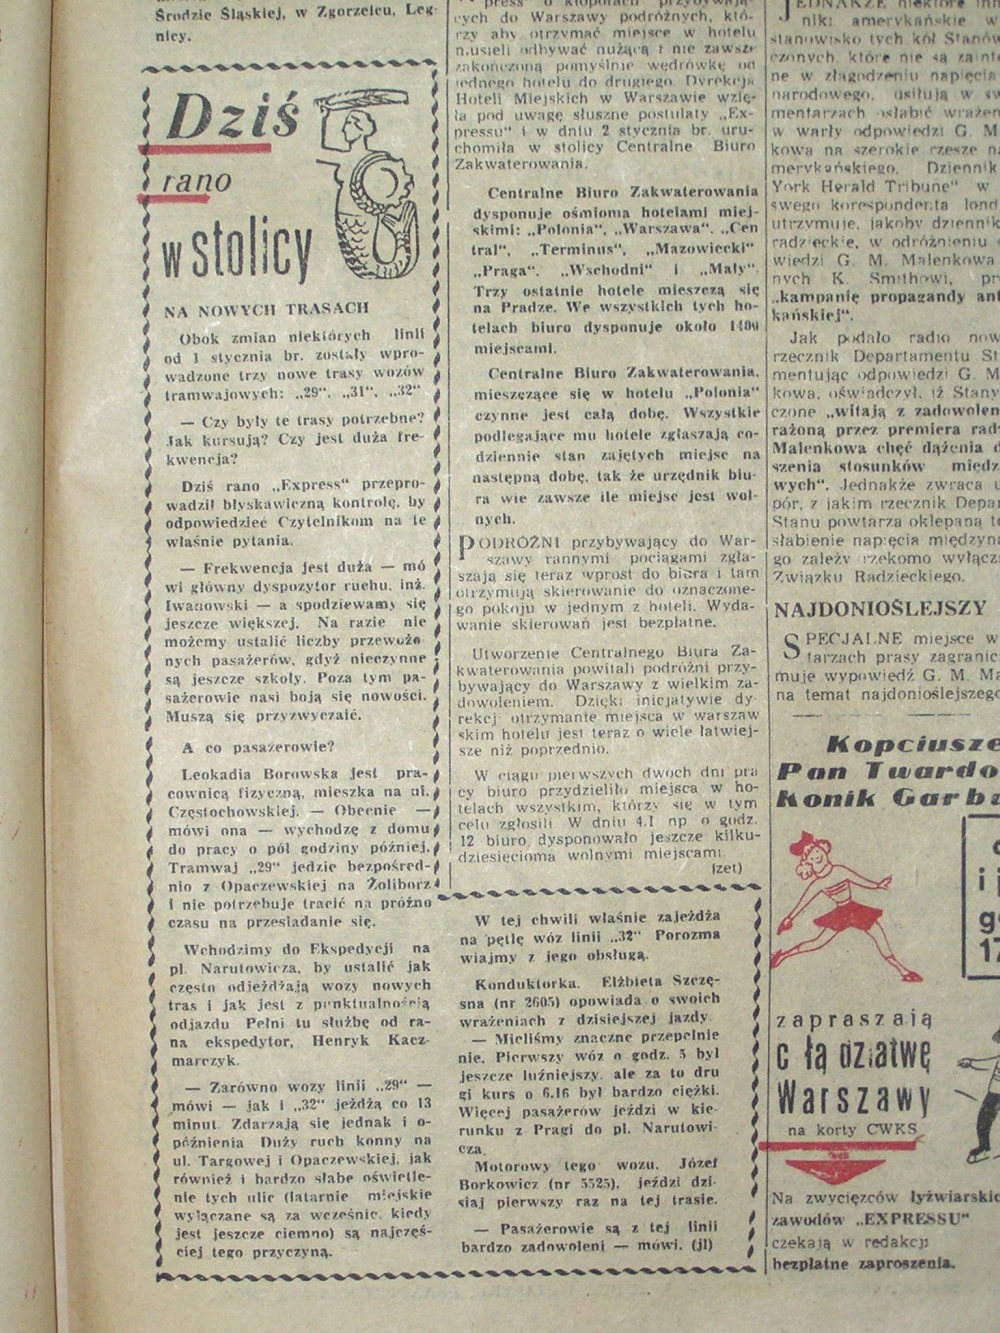 Środzie Śląskiej, w Zgorzelcu, Leg
nicy.
Dziś
rano
w stolicy
NA NOWYCH TRASACH
Obok zmian niektórych linii
od 1 stycznia br. zostały wpro-
wadzone trzy nowe trasy wozów
tramwajowych: „29", „31", „32"
— Czy były te trasy potrzebne?
Jak kursują? Czy jest duża fre-
kwencja?
Dziś rano „Express" przepro-
wadził błyskawiczną kontrolę, by
odpowiedzieć Czytelnikom na te
właśnie pytania.
— Frekwencja jest duża — mó
wi główny dyspozytor ruchu, inż.
Iwanowski — a spodziewamy się
jeszcze większej. Na razie nie
możemy ustalić liczby przewożo
nych pasażerów, gdyż nieczynne
są jeszcze szkoły. Poza tym pa-
sażerowie nasi boją się nowości.
Muszą się przyzwyczaić.
A co pasażerowie?
Leokadia Borowska jest pra-
cownicą fizyczną, mieszka na ul.
Częstochowskiej. — Obecnie —
mówi ona — wychodzę z domu
do pracy o pół godziny później.
Tramwaj „29" jedzie bezpośred-
nio z Opaczewskiej na Żoliborz
i nie potrzebuje tracić na próżno
czasu na przesiadanie się.
Wchodzimy do Ekspedycji na
pl. Narutowicza, by ustalić jak
często odjeżdżają wozy nowych
tras i jak jest z punktualnością
odjazdu Pełni tu służbę od ra-
na ekspedytor, Henryk Kacz-
marczyk.
— Zarówno wozy linii „29" —
mówi — jak i „32" jeżdżą co 13
minut. Zdarzają się jednak i o-
późnienia Duży ruch konny na
ul. Targowej i Opaczewskiej, jak
również i bardzo słabe oświetle-
nie tych ulic (latarnie miejskie
wyłączane są za wcześnie, kiedy
jest jeszcze ciemno) są najczęś-
ciej tego przyczyną.
press" o kłopotach przybywają-
cych do Warszawy podróżnych, któ-
rzy aby otrzymać miejsce w hotelu
musieli odbywać nużącą i nie zawsze
zakończoną pomyślnie wędrówkę od
jednego hotelu do drugiego. Dyrekcja
Hoteli Miejskich w Warszawie wzię-
ła pod uwagę słuszne postulaty „Ex-
pressu" i w dniu 2 stycznia br. uru-
chomiła w stolicy Centralne Biuro
Zakwaterowania.
Centralne Biuro Zakwaterowania
dysponuje ośmioma hotelami miej-
skimi: „Polonia", „Warszawa", „Cen
tral", „Terminus", „Mazowiecki"
„Praga", „Wschodni" i „Mały".
Trzy ostatnie hotele mieszczą się
na Pradze. We wszystkich tych ho-
telach biuro dysponuje około 1400
miejscami.
Centralne Biuro Zakwaterowania,
mieszczące się w hotelu „Polonia"
czynne jest całą dobę. Wszystkie
podlegające mu hotele zgłaszają co-
dziennie stan zajętych miejsc na
następną dobę, tak że urzędnik biu-
ra wie zawsze ile miejsc jest wol-
nych.
PODRÓŻNI przybywający do War-
szawy rannymi pociągami zgła-
szają się teraz wprost do biura i tam
otrzymują skierowanie do oznaczone-
go pokoju w jednym z hoteli. Wyda-
wanie skierowań jest bezpłatne.
Utworzenie Centralnego Biura Za-
kwaterowania powitali podróżni przy-
bywający do Warszawy z wielkim za-
dowoleniem. Dzięki inicjatywie dy-
rekcj otrzymanie miejsca w warszaw
skim hotelu jest teraz o wiele łatwiej-
sze niż poprzednio.
W ciągu pierwszych dwóch dni pra
cy biuro przydzieliło miejsca w ho-
telach wszystkim, którzy się w tym
celu zgłosili W dniu 4.I np o godz.
12 biuro dysponowało jeszcze kilku-
dziesięcioma wolnymi miejscami.
(zet)
W tej chwili właśnie zajeżdża
na pętlę wóz linii „32" Porozma
wiajmy z jego obsługą.
Konduktorka, Elżbieta Szczę-
sna (nr 2605) opowiada o swoich
wrażeniach z dzisiejszej jazdy.
— Mieliśmy znaczne przepełnie
nie. Pierwszy wóz o godz. 5 był
jeszcze luźniejszy, ale za to dru
gi kurs o 6.16 był bardzo ciężki.
Więcej pasażerów jeździ w kie-
runku z Pragi do pl. Narutowi-
cza.
Motorowy tego wozu, Józef
Borkowicz (nr 5525), jeździ dzi-
siaj pierwszy raz na tej trasie.
— Pasażerowie są z tej linii
bardzo zadowoleni — mówi. (jl)
JEDNAKŻE niektóre
niki amerykańskie w
stanowisko tych kół Stanów
czonych, które nie są
ne w złagodzeniu napięcia
narodowego, usiłują w
mentarzach osłabić wrażen
w warły odpowiedzi G. M.
kowa na szerokie rzesze
merykańskiego. Dziennik
York Herald Tribune" w
swego korespondenta lond
utrzymuje, jakoby dziennik
radzieckie, w odróżnieniu
wiedzi G. M. Malenkowa
nych K. Smithowi, pr
„kampanię propagandy ant
kańskiej".
Jak podało radio now
rzecznik Departamentu St
mentując odpowiedzi G. M
kowa, oświadczył, iż Stany
czone „witają z zadowolen
rażoną przez premiera rad
Malenkowa chęć dążenia d
szenia stosunków międz
wych". Jednakże zwraca u
pór, z jakim rzecznik Depar
Stanu powtarza oklepaną te
słabienie napięcia międzyna
go zależy rzekomo wyłącz
Związku Radzieckiego.
NAJDONIOŚLEJSZY
SPECJALNE miejsce w
tarzach prasy zagranic
muje wypowiedź G. M. Ma
na temat najdonioślejszego
Kopciusze
Pan Twardo
Konik Garb
i i
g
17
zapraszają
c łą dziatwę
Warszawy
na korty CWKS
Na zwycięzców łyżwiarskic
zawodów „EXPRESSU"
czekają w redakcji
bezpłatne zaproszenia.